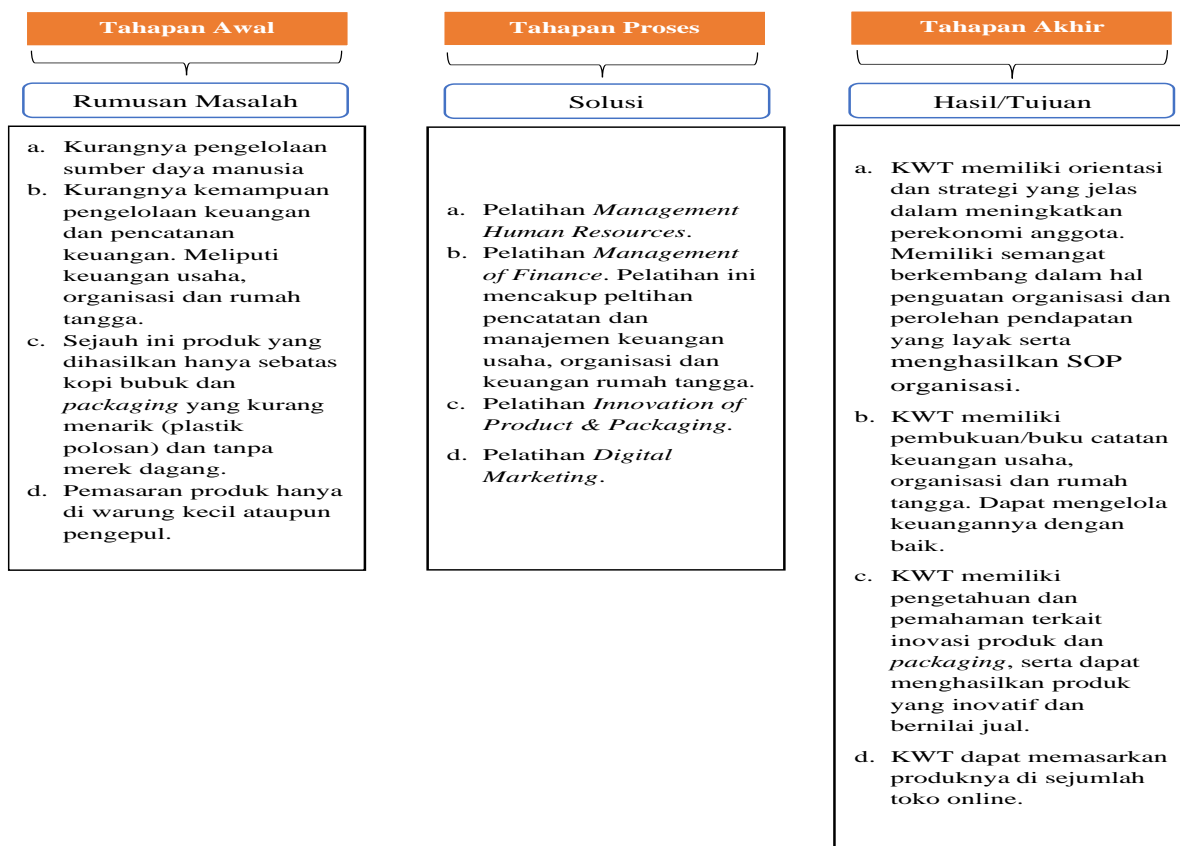 Tahapan Awal
Rumusan Masalah
a. Kurangnya pengelolaan
sumber daya manusia
b. Kurangnya kemampuan
pengelolaan keuangan
dan pencatanan
keuangan. Meliputi
keuangan usaha,
organisasi dan rumah
tangga.
c. Sejauh ini produk yang
dihasilkan hanya sebatas
kopi bubuk dan
packaging yang kurang
menarik (plastik
polosan) dan tanpa
merek dagang.
d. Pemasaran produk hanya
di warung kecil ataupun
pengepul.
Tahapan Proses
Solusi
a. Pelatihan Management
Human Resources.
b. Pelatihan Management
of Finance. Pelatihan ini
mencakup peltihan
pencatatan dan
manajemen keuangan
usaha, organisasi dan
keuangan rumah tangga.
c. Pelatihan Innovation of
Product & Packaging.
d. Pelatihan Digital
Marketing.
Tahapan Akhir
Hasil/Tujuan
a. KWT memiliki orientasi
dan strategi yang jelas
dalam meningkatkan
perekonomi anggota.
Memiliki semangat
berkembang dalam hal
penguatan organisasi dan
perolehan pendapatan
yang layak serta
menghasilkan SOP
organisasi.
b. KWT memiliki
pembukuan/buku catatan
keuangan usaha,
organisasi dan rumah
tangga. Dapat mengelola
keuangannya dengan
baik.
c. KWT memiliki
pengetahuan dan
pemahaman terkait
inovasi produk dan
packaging, serta dapat
menghasilkan produk
yang inovatif dan
bernilai jual.
d. KWT dapat memasarkan
produknya di sejumlah
toko online.